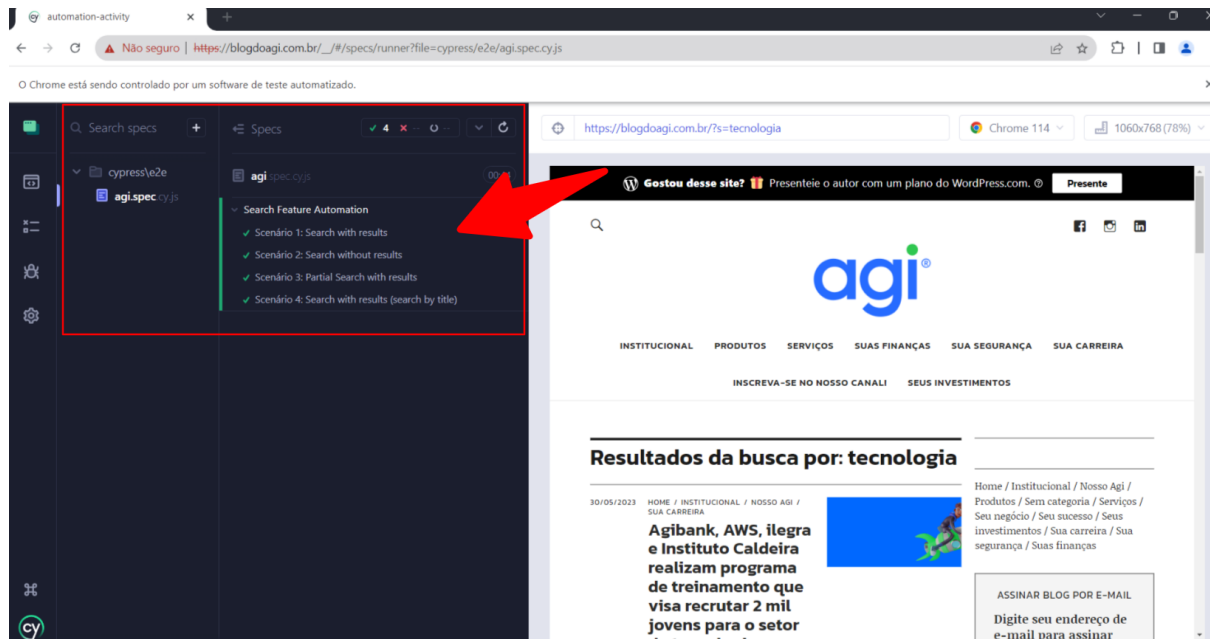 automation-activity
Não seguro | https://blogdoagi.com.br/__/#/specs/runner?file=cypress/e2e/agi.spec.cy.js
O Chrome está sendo controlado por um software de teste automatizado.
Search specs
+
Specs
4
--
--
cypress\e2e
agi.spec.cy.js
agi.spec.cy.js
Search Feature Automation
Scenário 1: Search with results
Scenário 2: Search without results
Scenário 3: Partial Search with results
Scenário 4: Search with results (search by title)
cy
https://blogdoagi.com.br/?s=tecnologia
Chrome 114
1060x768 (78%)
Gostou desse site? Presenteie o autor com um plano do WordPress.com.
Presente
agi®
INSTITUCIONAL PRODUTOS SERVIÇOS SUAS FINANÇAS SUA SEGURANÇA SUA CARREIRA
INSCREVA-SE NO NOSSO CANAL! SEUS INVESTIMENTOS
Resultados da busca por: tecnologia
30/05/2023
HOME / INSTITUCIONAL / NOSSO AGI /
SUA CARREIRA
Agibank, AWS, ilegra
e Instituto Caldeira
realizam programa
de treinamento que
visa recrutar 2 mil
jovens para o setor
Home / Institucional / Nosso Agi /
Produtos / Sem categoria / Serviços /
Seu negócio / Seu sucesso / Seus
investimentos / Sua carreira / Sua
segurança / Suas finanças
ASSINAR BLOG POR E-MAIL
Digite seu endereço de
e-mail para assinar